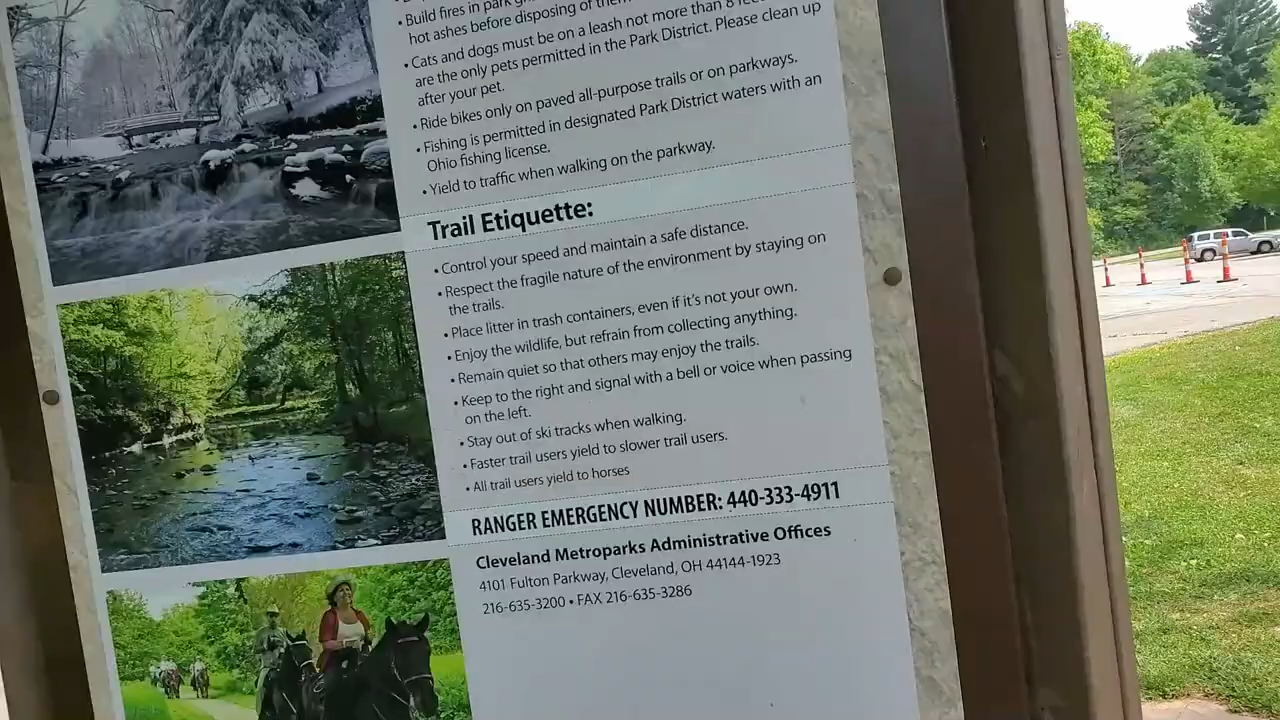 • Build fires in park
hot ashes before disposing of them
• Cats and dogs must be on a leash not more than 8
are the only pets permitted in the Park District. Please clean up
after your pet.
• Ride bikes only on paved all-purpose trails or on parkways.
• Fishing is permitted in designated Park District waters with an
Ohio fishing license.
• Yield to traffic when walking on the parkway.
Trail Etiquette:
• Control your speed and maintain a safe distance.
• Respect the fragile nature of the environment by staying on
the trails.
• Place litter in trash containers, even if it's not your own.
• Enjoy the wildlife, but refrain from collecting anything.
• Remain quiet so that others may enjoy the trails.
• Keep to the right and signal with a bell or voice when passing
on the left.
• Stay out of ski tracks when walking.
• Faster trail users yield to slower trail users.
• All trail users yield to horses
RANGER EMERGENCY NUMBER: 440-333-4911
Cleveland Metroparks Administrative Offices
4101 Fulton Parkway, Cleveland, OH 44144-1923
216-635-3200 • FAX 216-635-3286